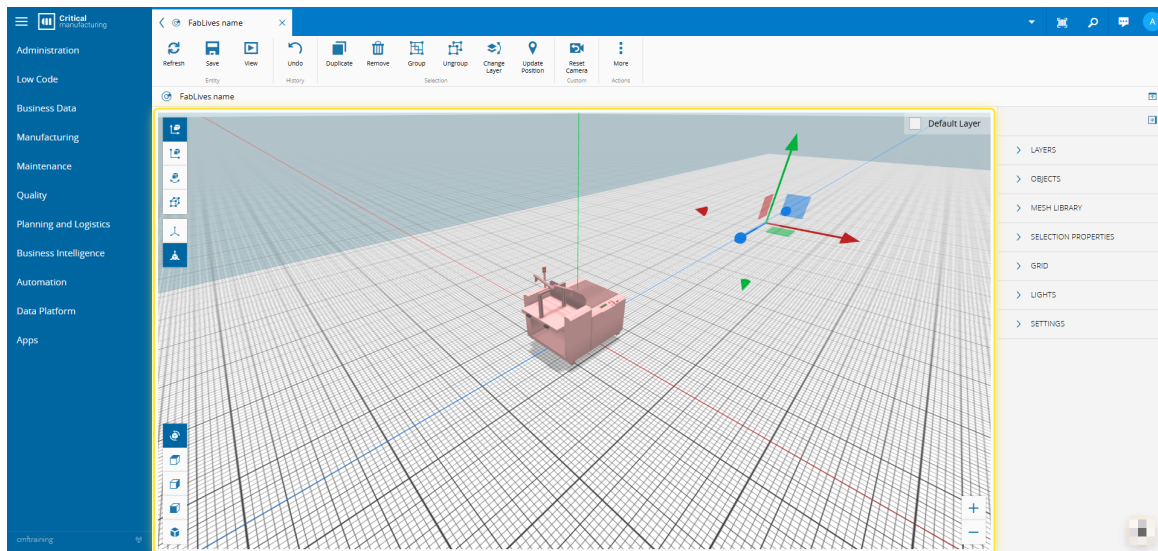 Critical
manufacturing
FabLives name
A
Administration
Low Code
Business Data
Manufacturing
Maintenance
Quality
Planning and Logistics
Business Intelligence
Automation
Data Platform
Apps
cmftraining
Refresh
Save
View
Undo
Duplicate
Remove
Group
Ungroup
Change
Layer
Update
Position
Reset
Camera
More
Entity
History
Selection
Custom
Actions
FabLives name
Default Layer
LAYERS
OBJECTS
MESH LIBRARY
SELECTION PROPERTIES
GRID
LIGHTS
SETTINGS